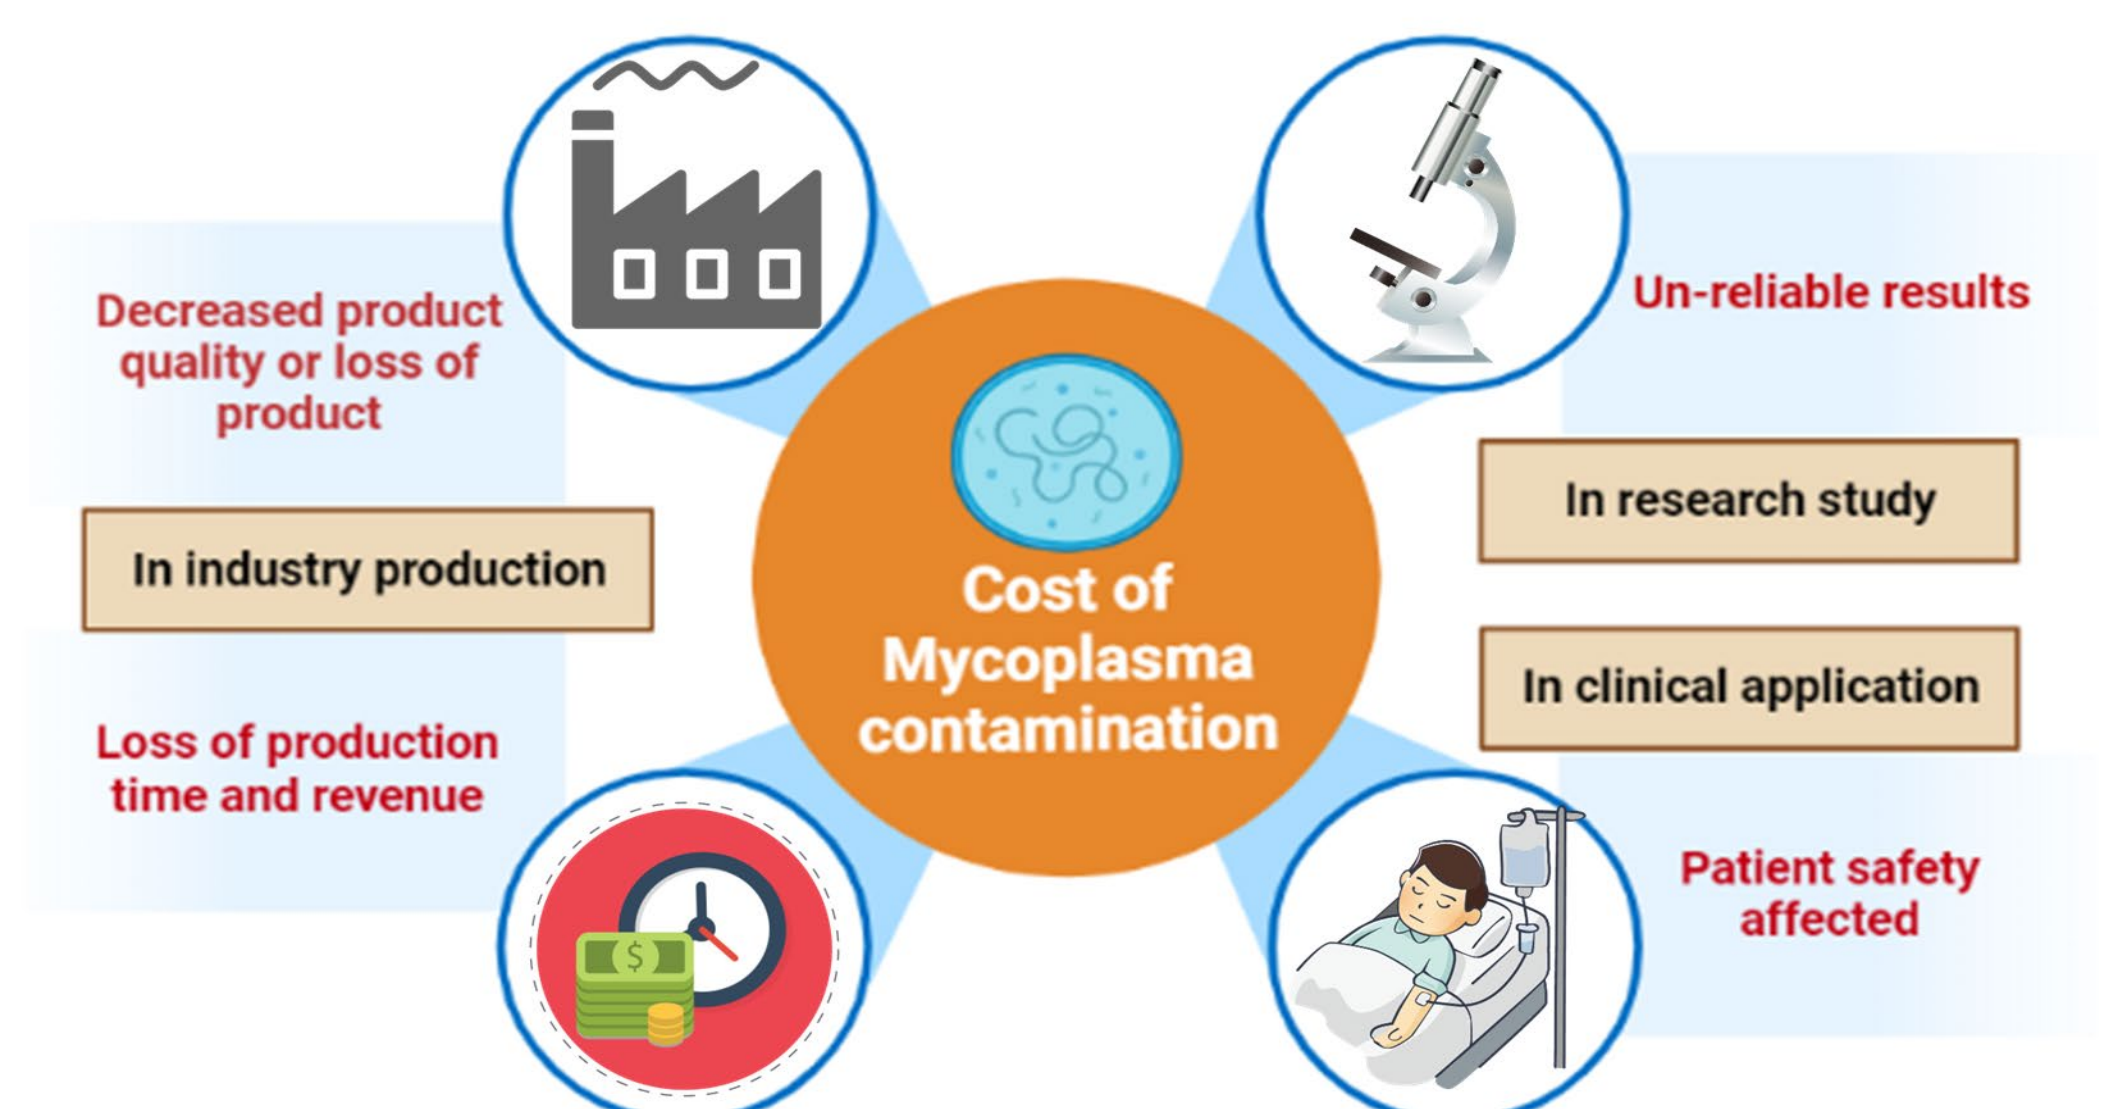 Decreased product
quality or loss of
product
In industry production
Loss of production
time and revenue
$
Cost of
Mycoplasma
contamination
Un-reliable results
In research study
In clinical application
Patient safety
affected